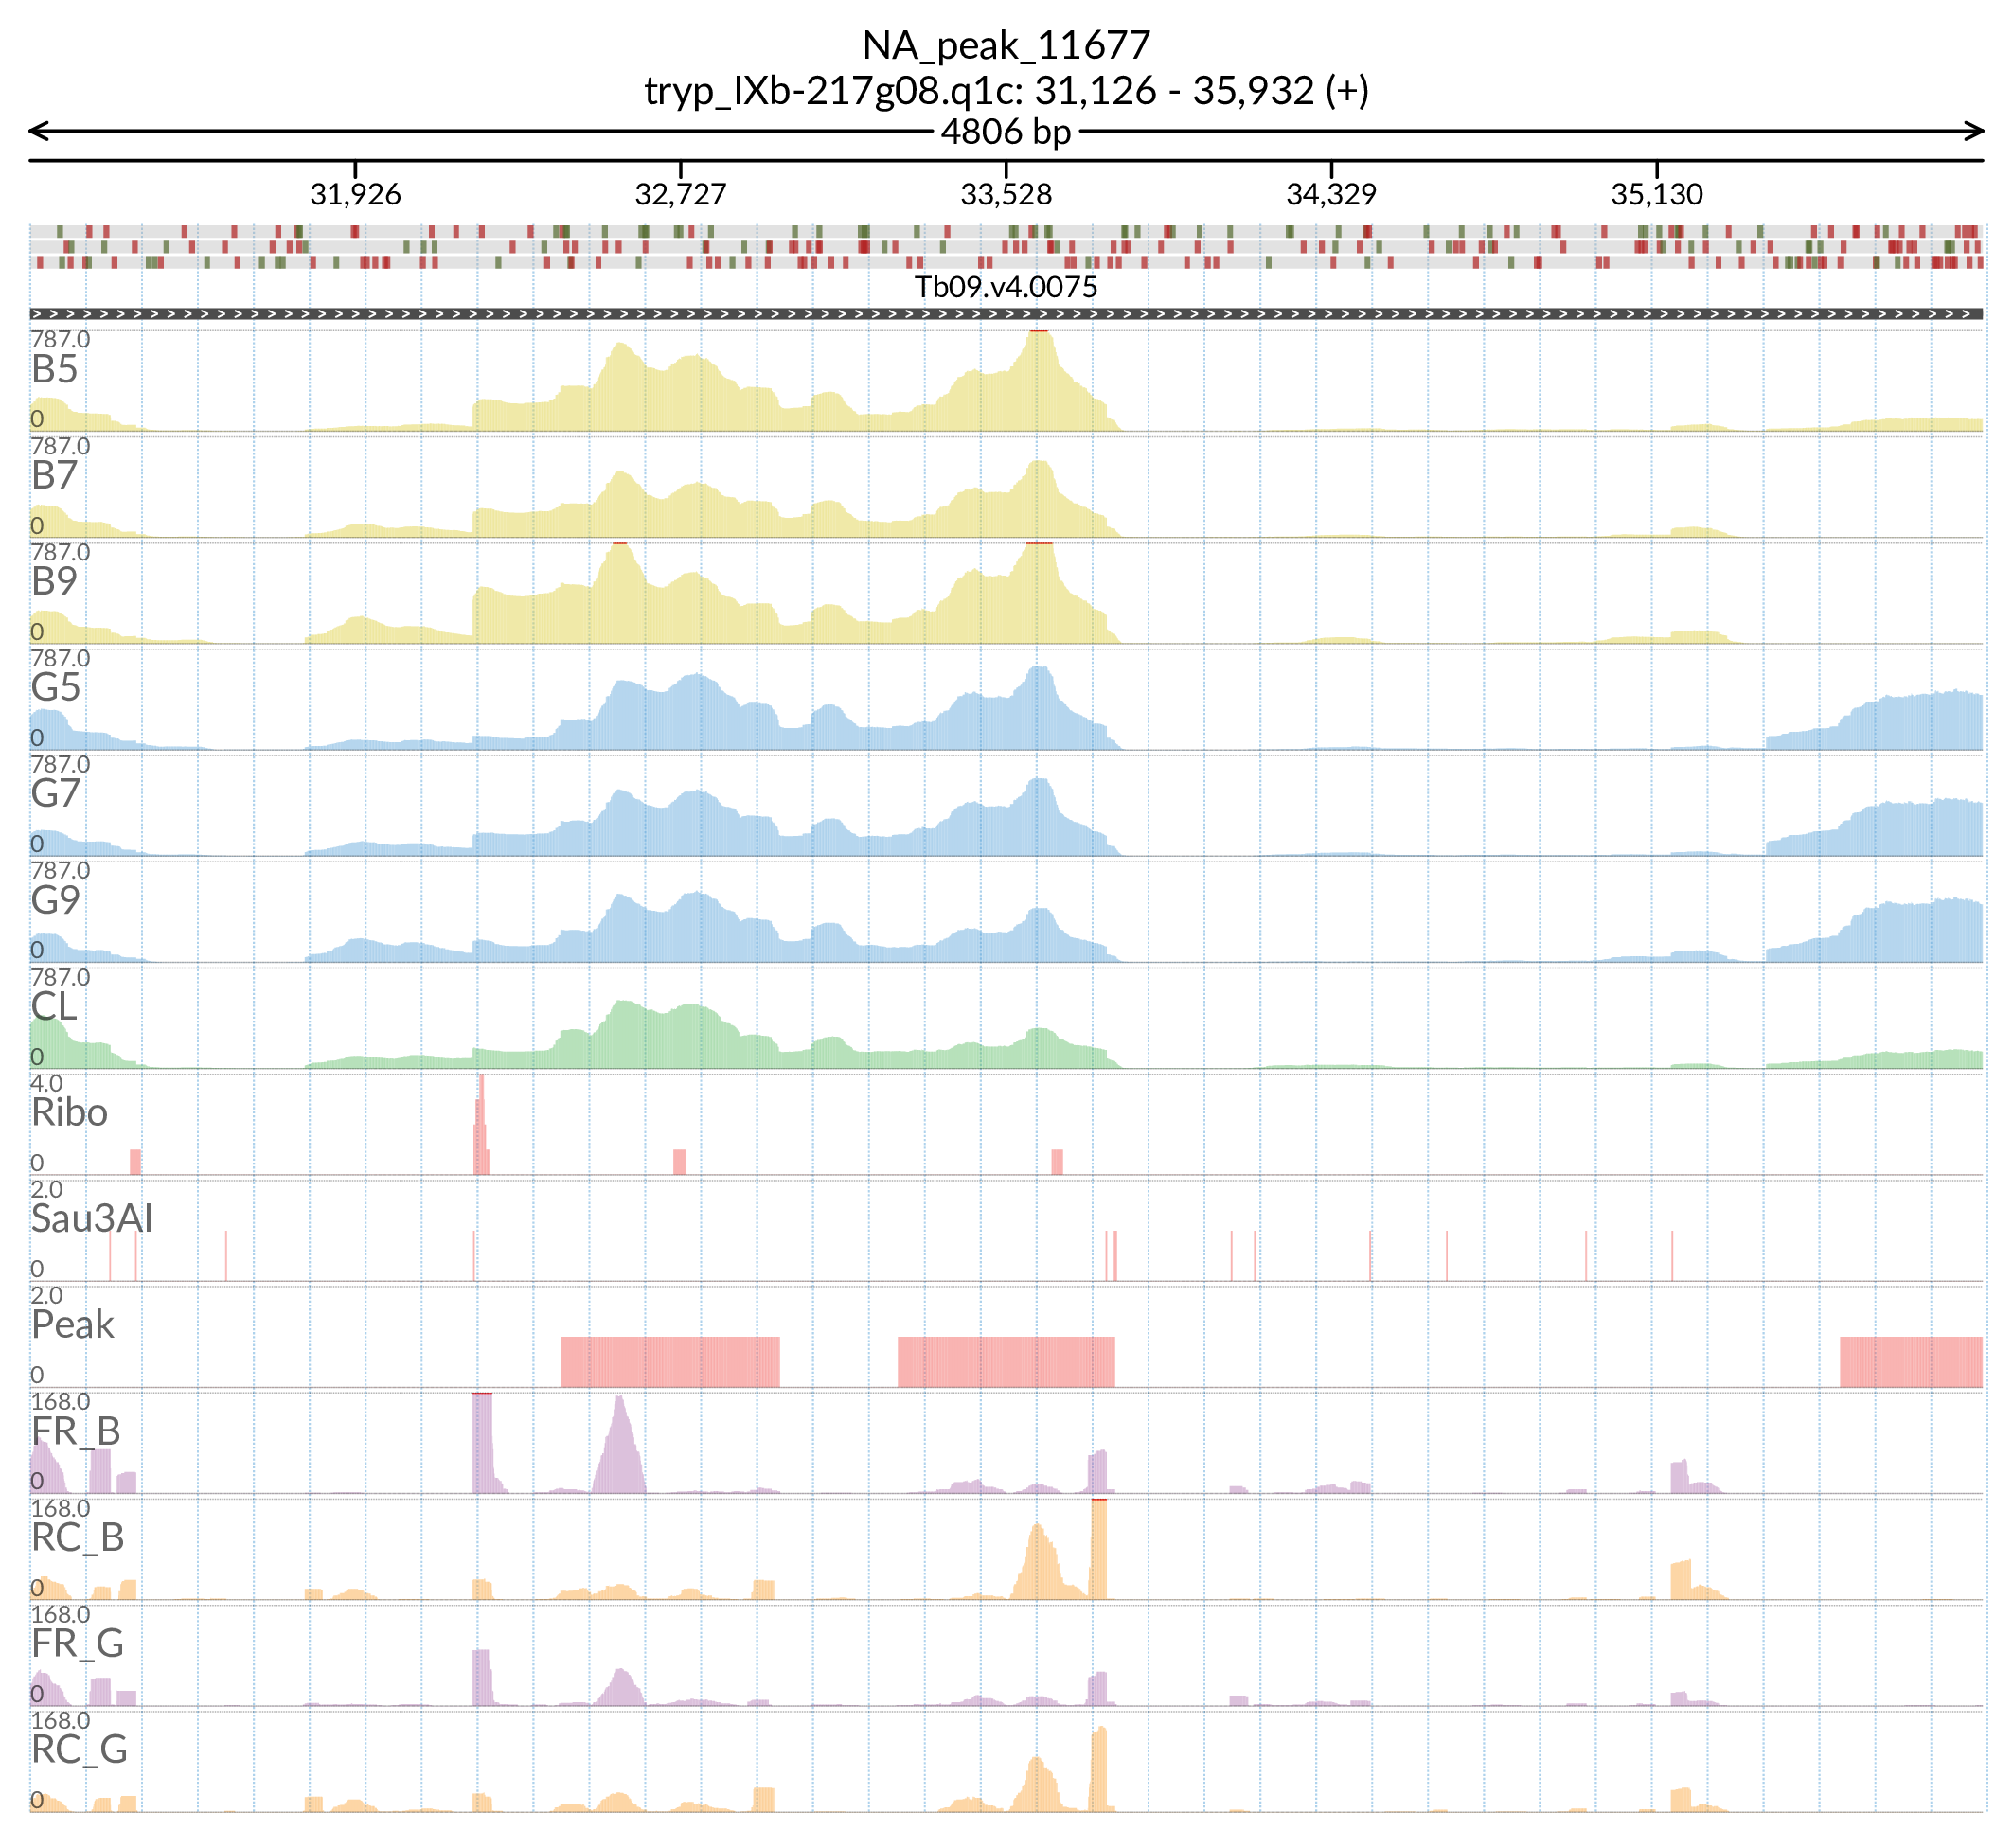 NA_peak_11677
tryp_IXb-217g08.q1c: 31,126 - 35,932 (+)
4806 bp
31,926 32,727 33,528 34,329 35,130
Tb09.v4.0075
787.0
B5
0
787.0
B7
0
787.0
B9
0
787.0
G5
0
787.0
G7
0
787.0
G9
0
787.0
CL
0
4.0
Ribo
0
2.0
Sau3AI
0
2.0
Peak
0
168.0
FR_B
0
168.0
RC_B
0
168.0
FR_G
0
168.0
RC_G
0